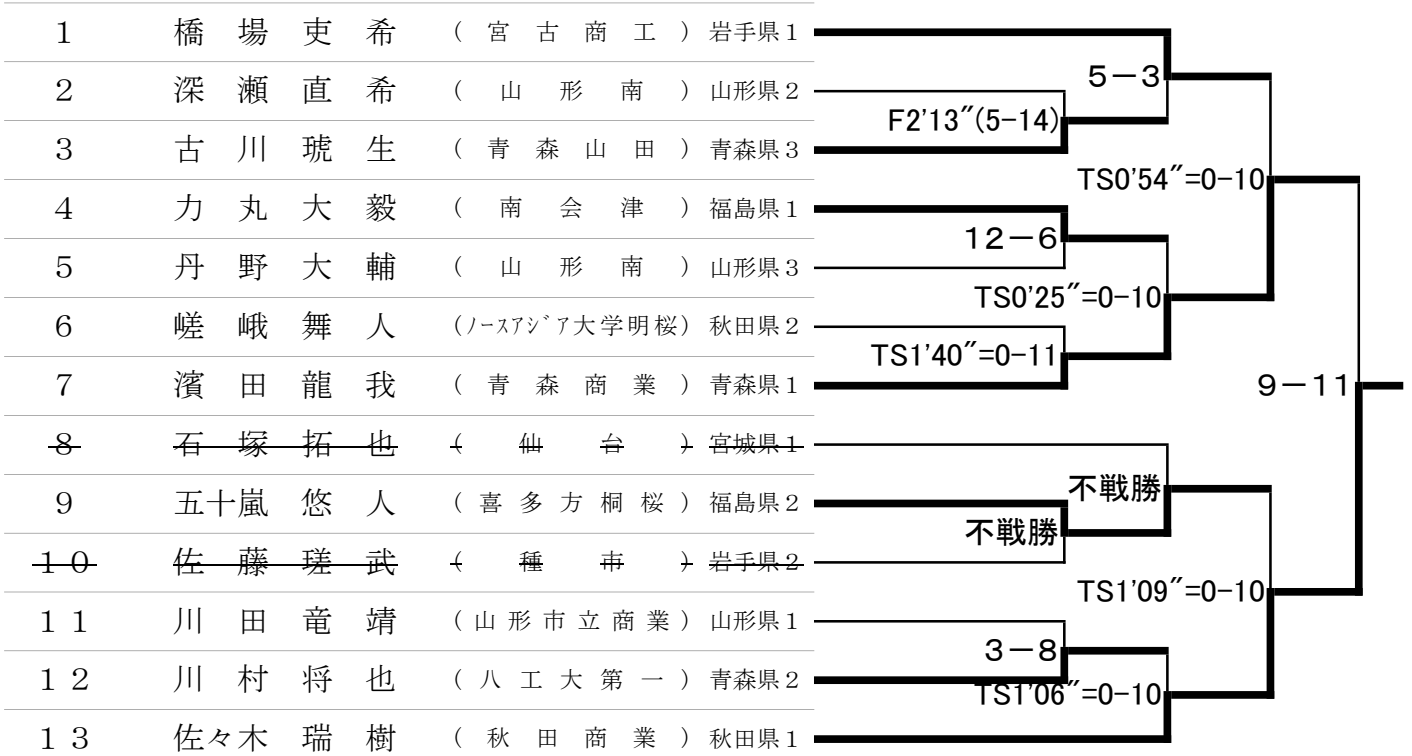 １ 橋場吏希 (宮古商工) 岩手県１
5－3
２ 深瀬直希 (山形南) 山形県２
F2'13″(5-14)
３ 古川琥生 (青森山田) 青森県３
TS0'54″=0-10
４ 力丸大毅 (南会津) 福島県１
12－6
５ 丹野大輔 (山形南) 山形県３
TS0'25″=0-10
６ 嵯峨舞人 (ﾉｰｽｱｼﾞｱ大学明桜) 秋田県２
TS1'40″=0-11
７ 濱田龍我 (青森商業) 青森県１
9－11
８ 石塚拓也 (仙台) 宮城県１
不戦勝
９ 五十嵐悠人 (喜多方桐桜) 福島県２
不戦勝
１０ 佐藤瑳武 (種市) 岩手県２
TS1'09″=0-10
１１ 川田竜靖 (山形市立商業) 山形県１
3－8
１２ 川村将也 (八工大第一) 青森県２
TS1'06″=0-10
１３ 佐々木瑞樹 (秋田商業) 秋田県１